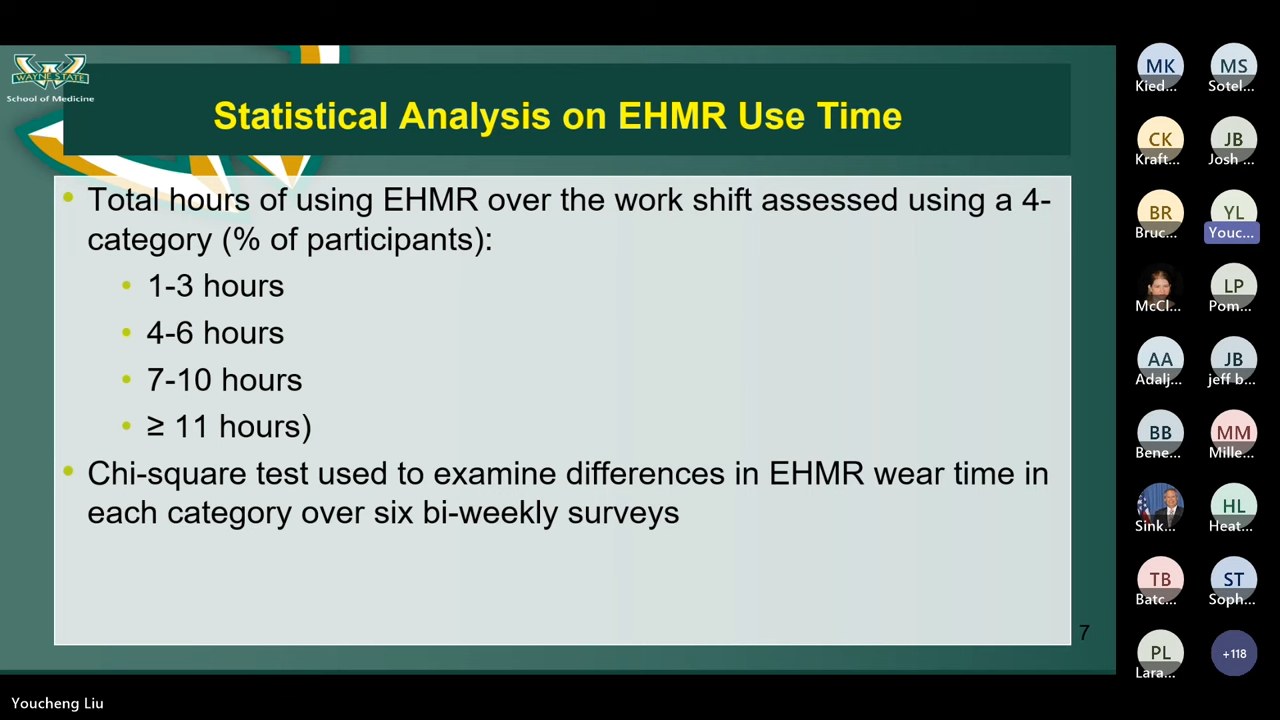 WAYNE STATE
School of Medicine
Statistical Analysis on EHMR Use Time
• Total hours of using EHMR over the work shift assessed using a 4-
category (% of participants):
• 1-3 hours
• 4-6 hours
• 7-10 hours
• ≥ 11 hours)
• Chi-square test used to examine differences in EHMR wear time in
each category over six bi-weekly surveys
7
MK
Kied...
MS
Sotel...
CK
Kraft...
JB
Josh ...
BR
Bruc...
YL
Youc...
McCl...
LP
Pom...
AA
Adalj...
JB
jeff b...
BB
Bene...
MM
Mille...
Sink...
HL
Heat...
TB
Batc...
ST
Soph...
PL
Lara...
+118
Youcheng Liu